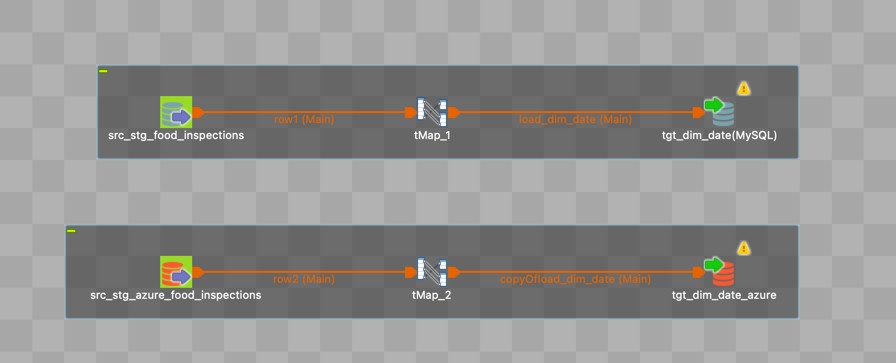 row1 (Main)
load_dim_date (Main)
src_stg_food_inspections
tMap_1
tgt_dim_date(MySQL)
row2 (Main)
copyOfload_dim_date (Main)
src_stg_azure_food_inspections
tMap_2
tgt_dim_date_azure